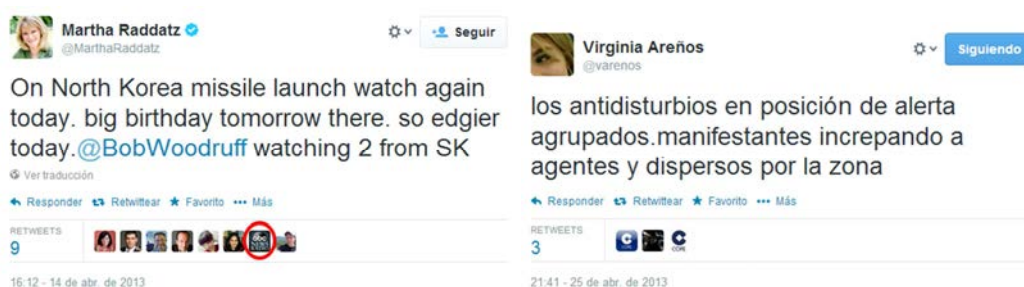 Martha Raddatz
@MarthaRaddatz
Seguir
On North Korea missile launch watch again
today. big birthday tomorrow there. so edgier
today.@BobWoodruff watching 2 from SK
Ver traducción
Responder Retwittear Favorito ••• Más
RETWEETS
9
abc
NEWS
16:12 - 14 de abr. de 2013
Virginia Areños
@varenos
Siguiendo
los antidisturbios en posición de alerta
agrupados.manifestantes increpando a
agentes y dispersos por la zona
Responder Retwittear Favorito ••• Más
RETWEETS
3
COPE
21:41 - 25 de abr. de 2013